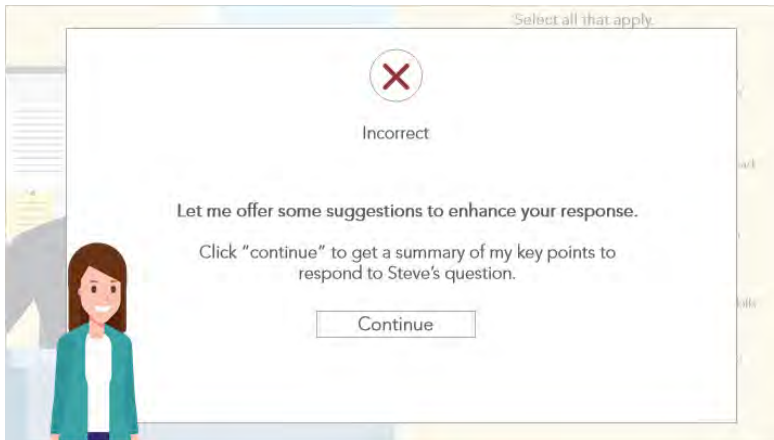 Select all that apply.
Incorrect
Let me offer some suggestions to enhance your response.
Click “continue” to get a summary of my key points to
respond to Steve’s question.
Continue